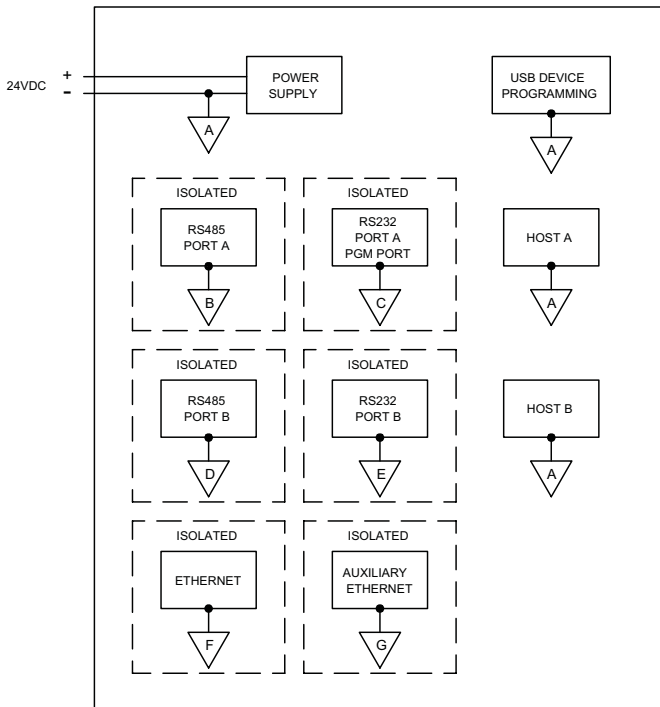 +
24VDC
-
POWER
SUPPLY
A
USB DEVICE
PROGRAMMING
A
ISOLATED
RS485
PORT A
B
ISOLATED
RS232
PORT A
PGM PORT
C
HOST A
A
ISOLATED
RS485
PORT B
D
ISOLATED
RS232
PORT B
E
HOST B
A
ISOLATED
ETHERNET
F
ISOLATED
AUXILIARY
ETHERNET
G